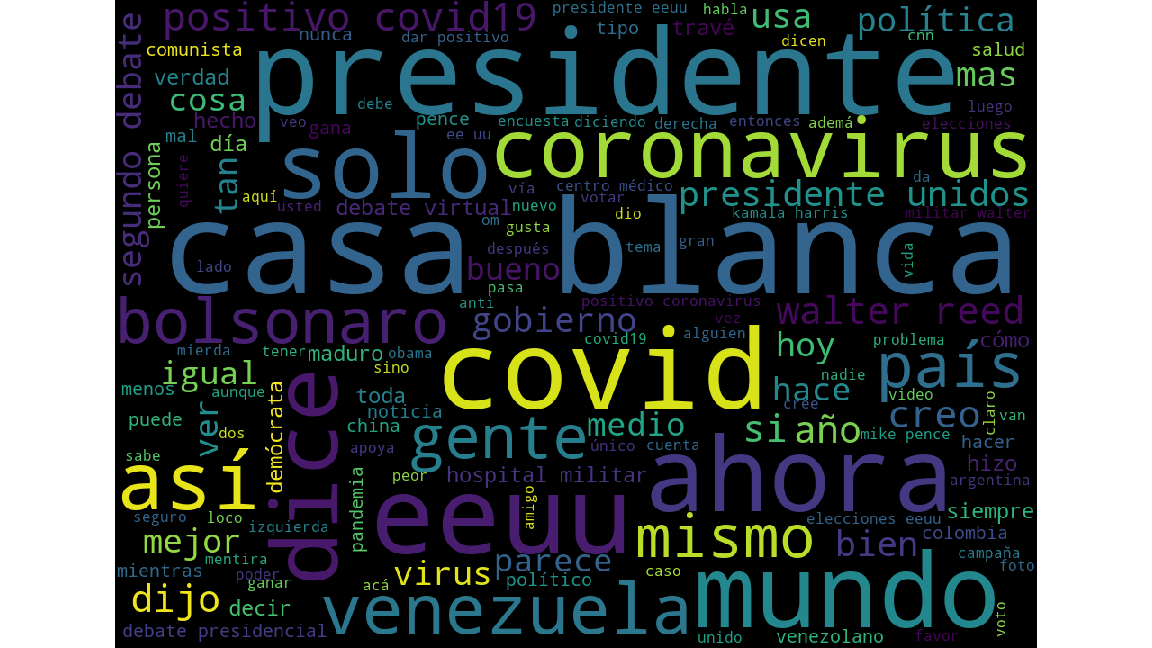 positivo covid19
presidente eeuu
habla
usa
política
nunca
tipo
travé
comunista
dar positivo
dicen
cnn
salud
segundo debate
verdad
presidente
mas
cosa
debe
luego
hecho
veo
gana
pence
encuesta
diciendo
derecha
entonces
ademá
elecciones
mal
día
ee uu
coronavirus
persona
quiere
tan
solo
aquí
vía
centro médico
da
presidente unidos
usted
debate virtual
nuevo
votar
om
gusta
dio
kamala harris
militar walter
casa blanca
lado
después
tema
gran
vida
bueno
pasa
anti
positivo coronavirus
walter reed
bolsonaro
gobierno
vez
covid19
alguien
hoy
problema
cómo
mierda
tener
maduro
obama
covid
igual
sino
país
nadie
menos
aunque
toda
hace
cree
video
claro
van
puede
ver
demócrata
dice
noticia
china
gente
medio
si
año
creo
mike pence
hacer
dos
sabe
apoya
único
cuenta
así
peor
hospital militar
ahora
hizo
argentina
pandemia
eeuu
amigo
seguro
loco
izquierda
elecciones eeuu
siempre
mejor
mismo
bien
colombia
mentira
parece
campaña
foto
mientras
poder
ganar
acá
virus
político
caso
mundo
dijo
decir
venezuela
voto
debate presidencial
unido
venezolano
favor